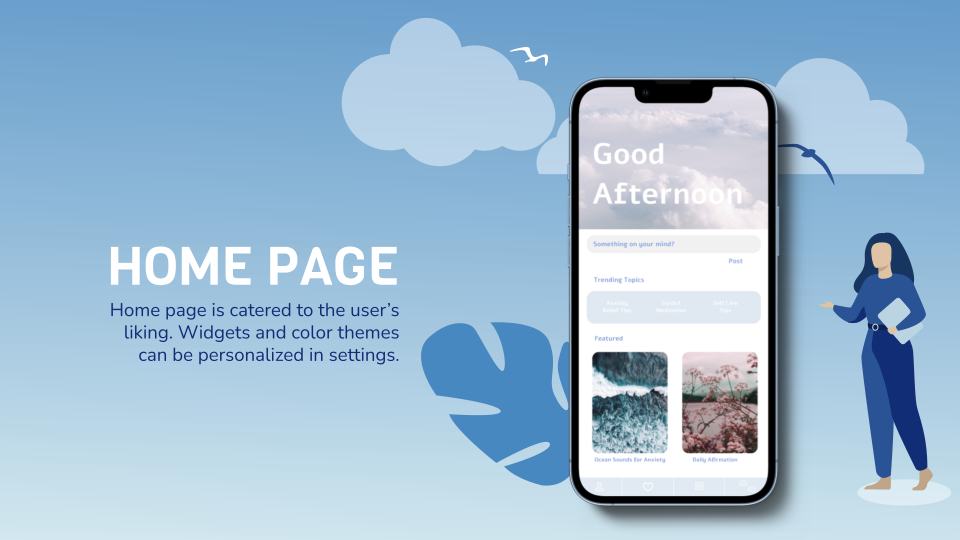 HOME PAGE
Home page is catered to the user's
liking. Widgets and color themes
can be personalized in settings.
Good
Afternoon
Something on your mind?
Post
Trending Topics
Anxiety
Relief Tips
Guided
Meditation
Self Care
Tips
Featured
Ocean Sounds for Anxiety
Daily Affirmation